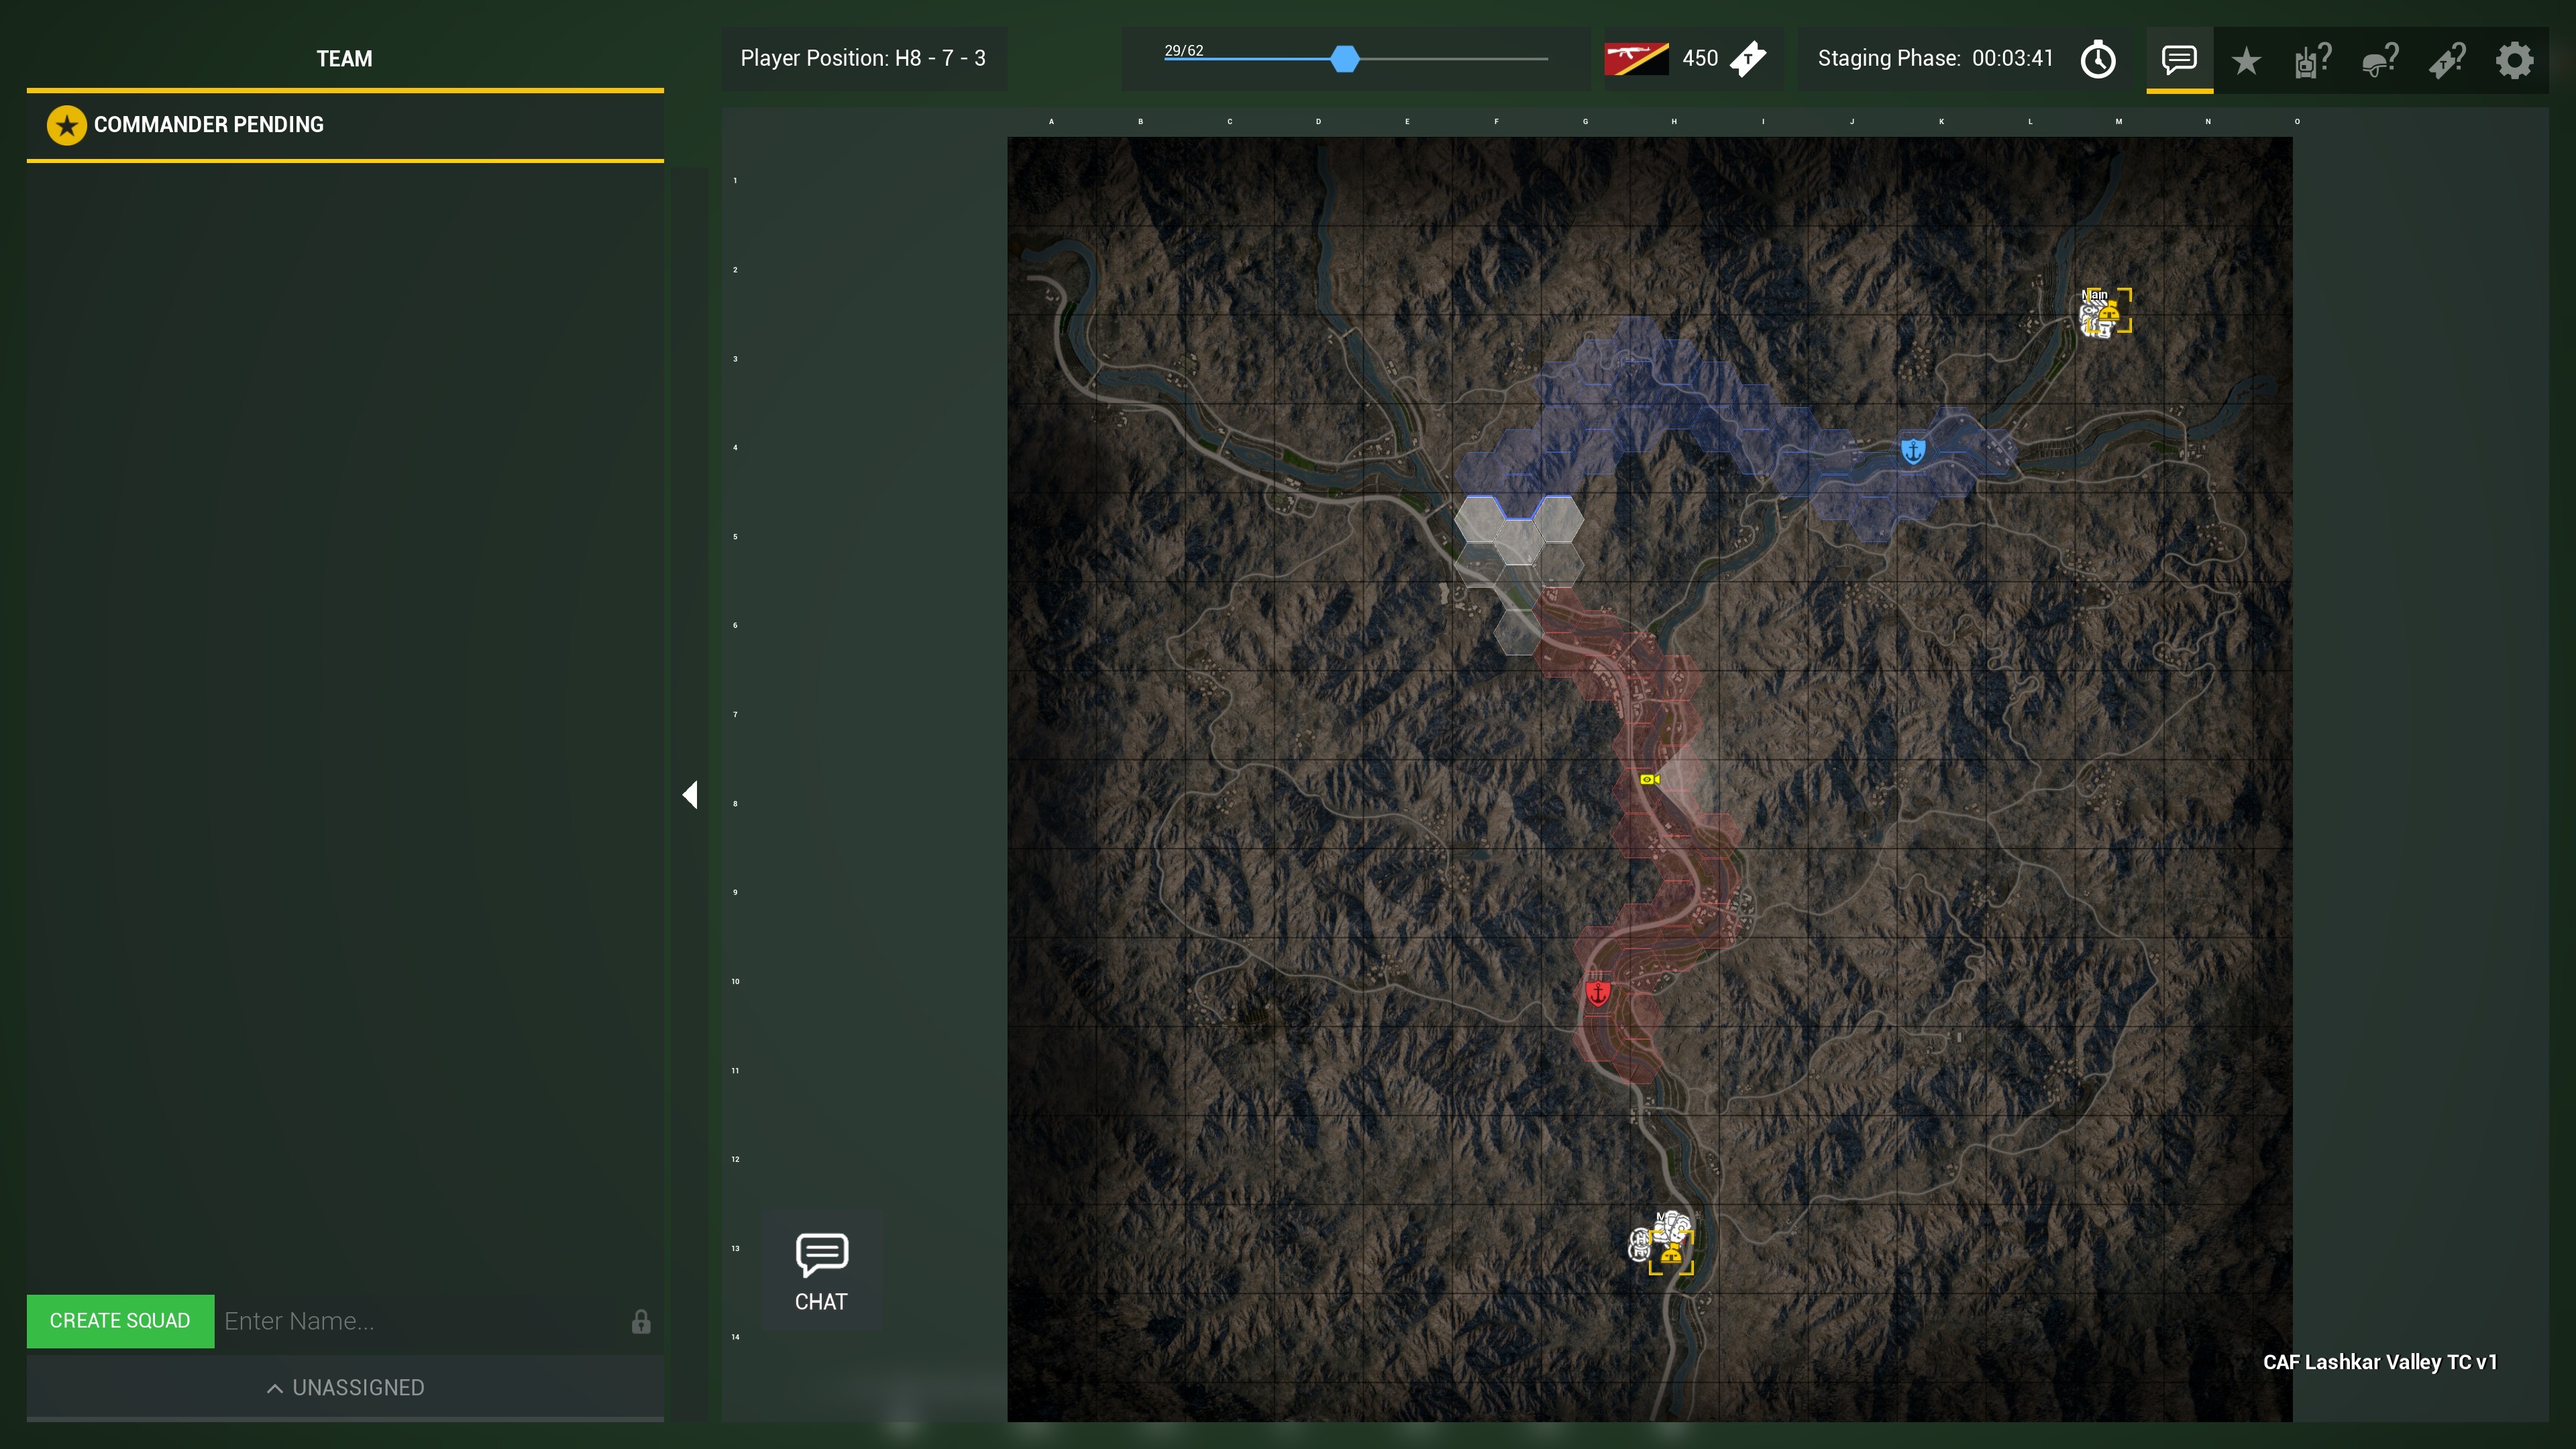 TEAM
COMMANDER PENDING
Player Position: H8 - 7 - 3
29/62
450
Staging Phase: 00:03:41
A B C D E F G H I J K L M N O
1
2
Main
3
4
5
6
7
8
9
10
11
12
13
14
CHAT
CREATE SQUAD
Enter Name...
UNASSIGNED
CAF Lashkar Valley TC v1